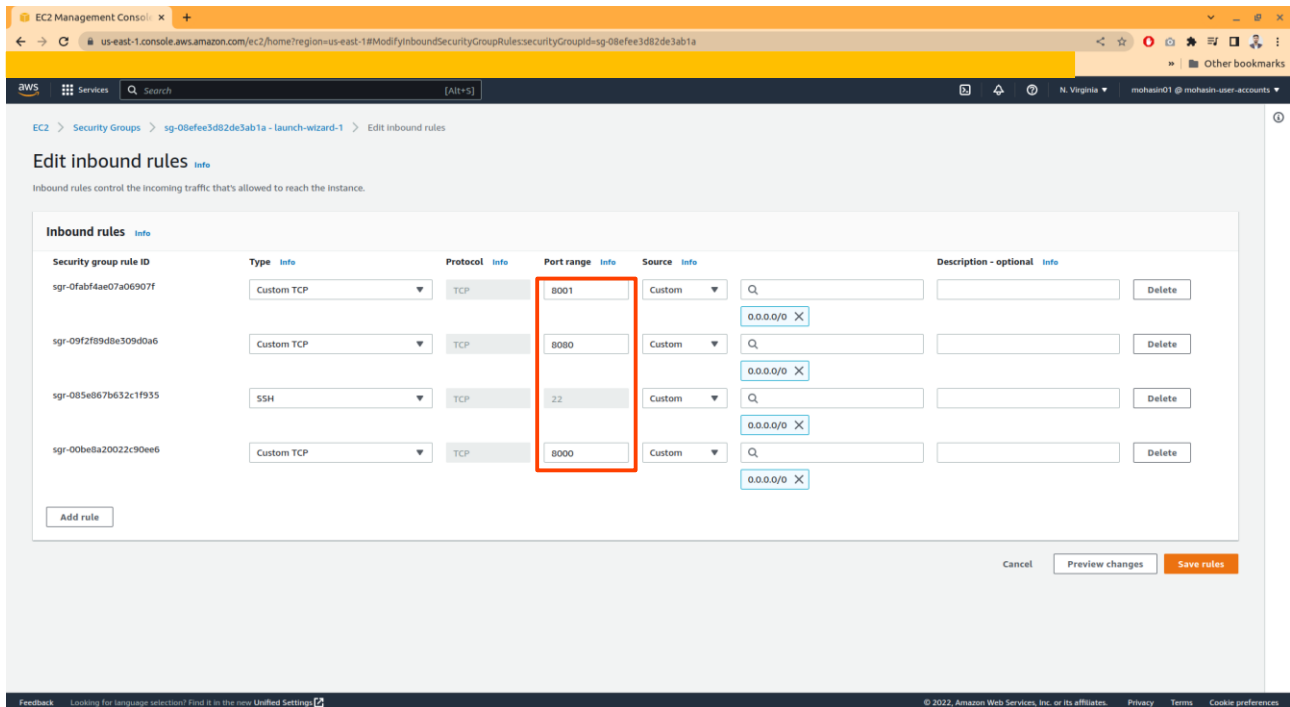 EC2 Management Consol
us-east-1.console.aws.amazon.com/ec2/home?region=us-east-1#ModifyInboundSecurityGroupRules:securityGroupId=sg-08efee3d82de3ab1a
» Other bookmarks
aws Services Search [Alt+S] N. Virginia ▼ mohasin01 @ mohasin-user-accounts ▼
EC2 > Security Groups > sg-08efee3d82de3ab1a - launch-wizard-1 > Edit inbound rules
Edit inbound rules Info
Inbound rules control the incoming traffic that's allowed to reach the instance.
Inbound rules Info
Security group rule ID Type Info Protocol Info Port range Info Source Info Description - optional Info
sgr-0fabf4ae07a06907f Custom TCP TCP 8001 Custom Delete
0.0.0.0/0
sgr-09f2f89d8e309d0a6 Custom TCP TCP 8080 Custom Delete
0.0.0.0/0
sgr-085e867b632c1f935 SSH TCP 22 Custom Delete
0.0.0.0/0
sgr-00be8a20022c90ee6 Custom TCP TCP 8000 Custom Delete
0.0.0.0/0
Add rule
Cancel Preview changes Save rules
Feedback Looking for language selection? Find it in the new Unified Settings © 2022, Amazon Web Services, Inc. or its affiliates. Privacy Terms Cookie preferences